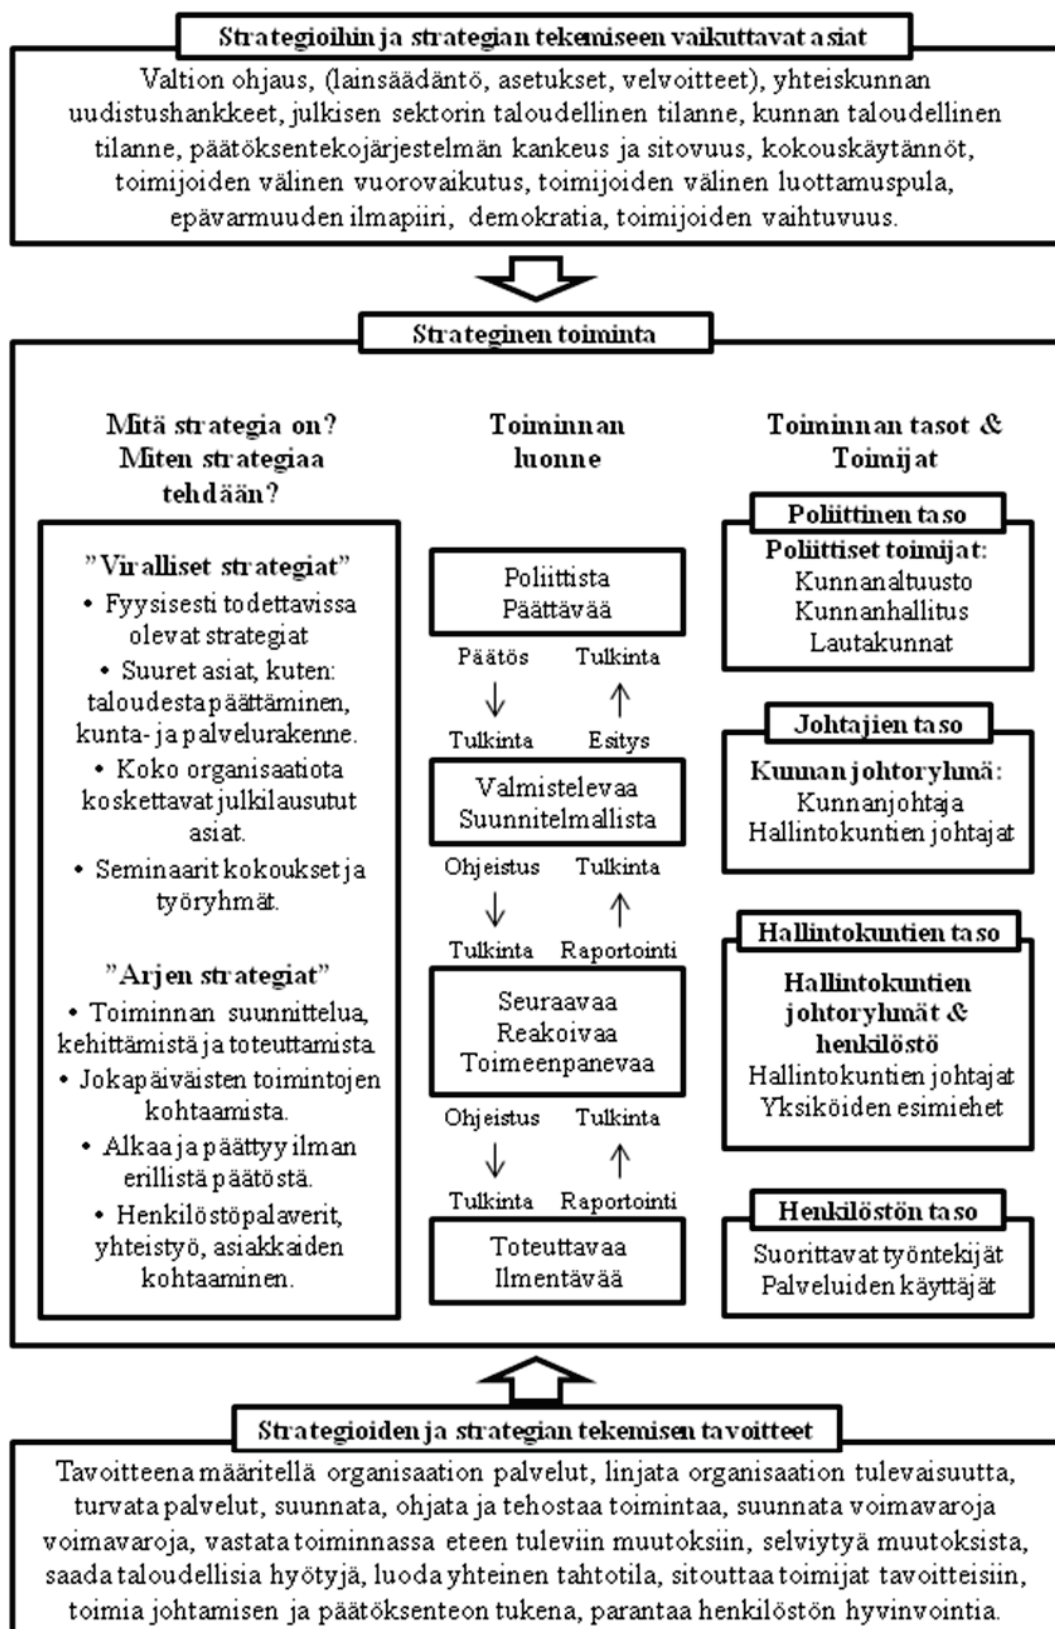 Strategioihin ja strategian tekemiseen vaikuttavat asiat
Valtion ohjaus, (lainsäädäntö, asetukset, velvoitteet), yhteiskunnan
uudistushankkeet, julkisen sektorin taloudellinen tilanne, kunnan taloudellinen
tilanne, päätöksentekojärjestelmän kankeus ja sitovuus, kokouskäytännöt,
toimijoiden välinen vuorovaikutus, toimijoiden välinen luottamuspula,
epävarmuuden ilmapiiri, demokratia, toimijoiden vaihtuvuus.
Strateginen toiminta
Mitä strategia on?
Miten strategiaa
tehdään?
"Viralliset strategiat"
• Fyysisesti todettavissa
olevat strategiat
• Suuret asiat, kuten:
taloudesta päättäminen,
kunta- ja palvelurakenne.
• Koko organisaatiota
koskettavat julkilausutut
asiat.
• Seminaarit kokoukset ja
työryhmät.
"Arjen strategiat"
• Toiminnan suunnittelua,
kehittämistä ja toteuttamista
• Jokapäiväisten toimintojen
kohtaamista.
• Alkaa ja päättyy ilman
erillistä päätöstä.
• Henkilöstöpalaverit,
yhteistyö, asiakkaiden
kohtaaminen.
Toiminnan
luonne
Poliittista
Päättävää
Päätös Tulkinta
Tulkinta Esitys
Valmistelevaa
Suunnitelmallista
Ohjeistus Tulkinta
Tulkinta Raportointi
Seuraavaa
Reakoivaa
Toimeenpanevaa
Ohjeistus Tulkinta
Tulkinta Raportointi
Toteuttavaa
Ilmentävää
Toiminnan tasot &
Toimijat
Poliittinen taso
Poliittiset toimijat:
Kunnanaltuusto
Kunnanhallitus
Lautakunnat
Johtajien taso
Kunnan johtoryhmä:
Kunnanjohtaja
Hallintokuntien johtajat
Hallintokuntien taso
Hallintokuntien
johtoryhmät &
henkilöstö
Hallintokuntien johtajat
Yksiköiden esimiehet
Henkilöstön taso
Suorittavat työntekijät
Palveluiden käyttäjät
Strategioiden ja strategian tekemisen tavoitteet
Tavoitteena määritellä organisaation palvelut, linjata organisaation tulevaisuutta,
turvata palvelut, suunnata, ohjata ja tehostaa toimintaa, suunnata voimavaroja
voimavaroja, vastata toiminnassa eteen tuleviin muutoksiin, selviytyä muutoksista,
saada taloudellisia hyötyjä, luoda yhteinen tahtotila, sitouttaa toimijat tavoitteisiin,
toimia johtamisen ja päätöksenteon tukena, parantaa henkilöstön hyvinvointia.